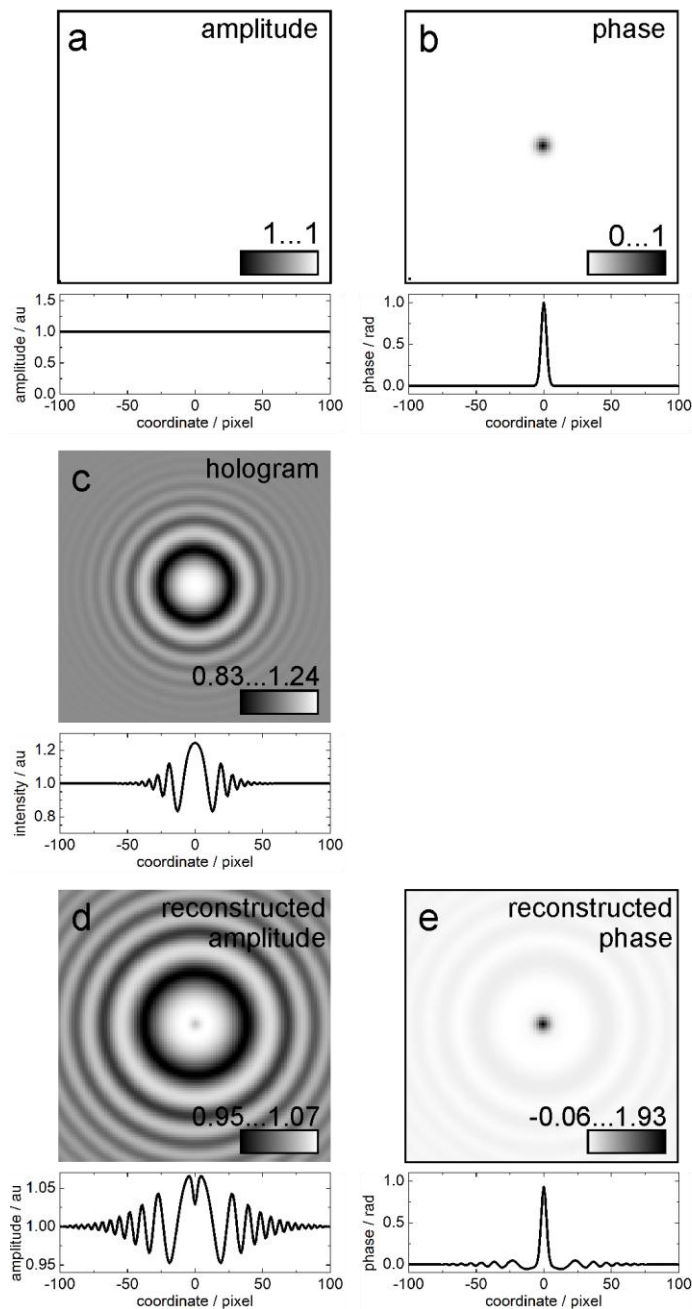 a
amplitude
1...1
1.5
1.0
0.5
0.0
amplitude / au
-100 -50 0 50 100
coordinate / pixel
b
phase
0...1
1.0
0.5
0.0
phase / rad
-100 -50 0 50 100
coordinate / pixel
c
hologram
0.83...1.24
1.2
1.0
0.8
intensity / au
-100 -50 0 50 100
coordinate / pixel
d
reconstructed
amplitude
0.95...1.07
1.05
1.00
0.95
amplitude / au
-100 -50 0 50 100
coordinate / pixel
e
reconstructed
phase
-0.06...1.93
1.0
0.5
0.0
phase / rad
-100 -50 0 50 100
coordinate / pixel